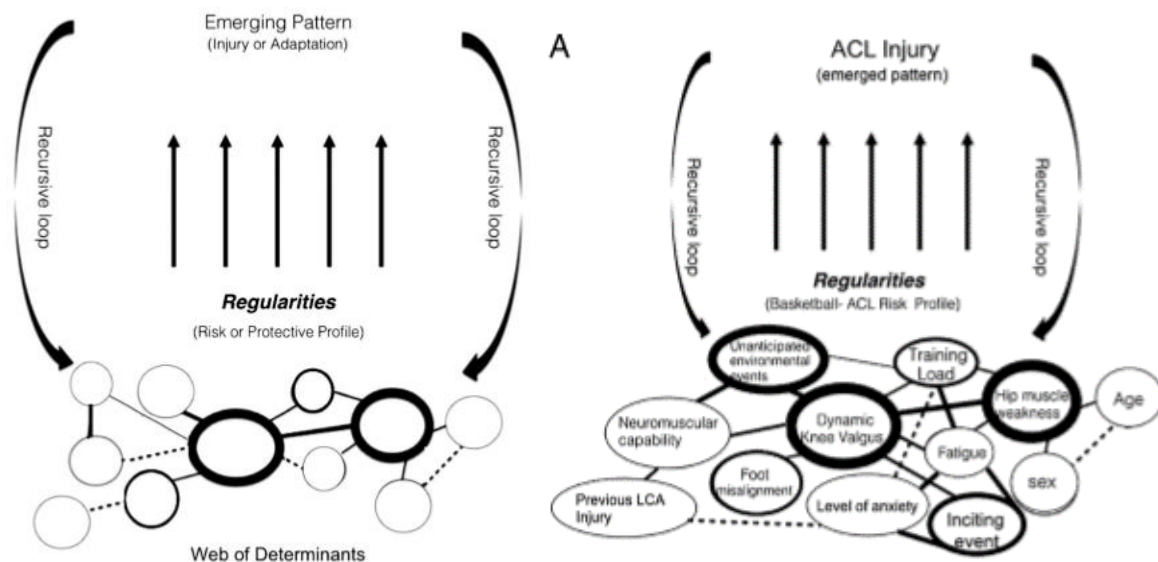 Emerging Pattern
(Injury or Adaptation)
Recursive loop
Recursive loop
Regularities
(Risk or Protective Profile)
Web of Determinants
A
ACL Injury
(emerged pattern)
Recursive loop
Recursive loop
Regularities
(Basketball- ACL Risk Profile)
Unanticipated
environmental
events
Training
Load
Hip muscle
weakness
Age
Neuromuscular
capability
Dynamic
Knee Valgus
Fatigue
Foot
misalignment
sex
Previous LCA
Injury
Level of anxiety
Inciting
event